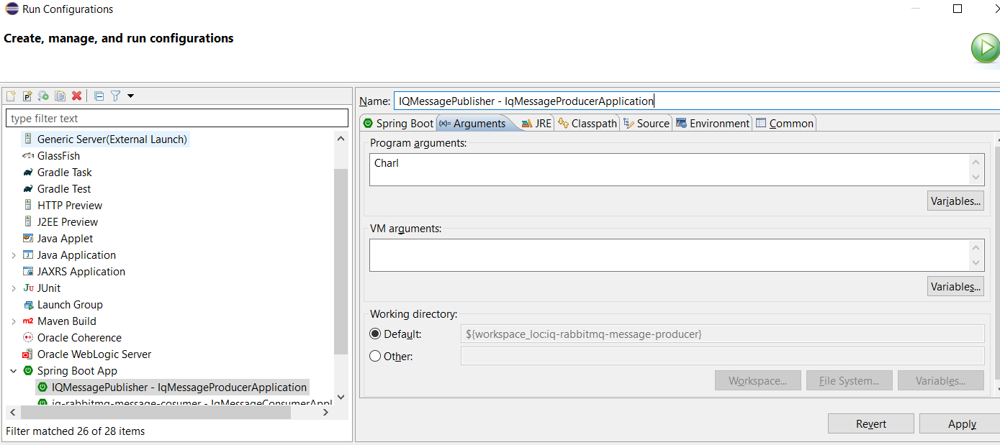 Run Configurations
Create, manage, and run configurations
type filter text
Generic Server(External Launch)
GlassFish
Gradle Task
Gradle Test
HTTP Preview
J2EE Preview
Java Applet
Java Application
JAXRS Application
JUnit
Launch Group
Maven Build
Oracle Coherence
Oracle WebLogic Server
Spring Boot App
IQMessagePublisher - IqMessageProducerApplication
iq-rabbitmq-message-cosumer - IqMessageConsumerAppl
Filter matched 26 of 28 items
Name: IQMessagePublisher - IqMessageProducerApplication
Spring Boot (x)= Arguments JRE Classpath Source Environment Common
Program arguments:
Charl
Variables...
VM arguments:
Variables...
Working directory:
Default: ${workspace_loc:iq-rabbitmq-message-producer}
Other:
Workspace... File System... Variables...
Revert Apply